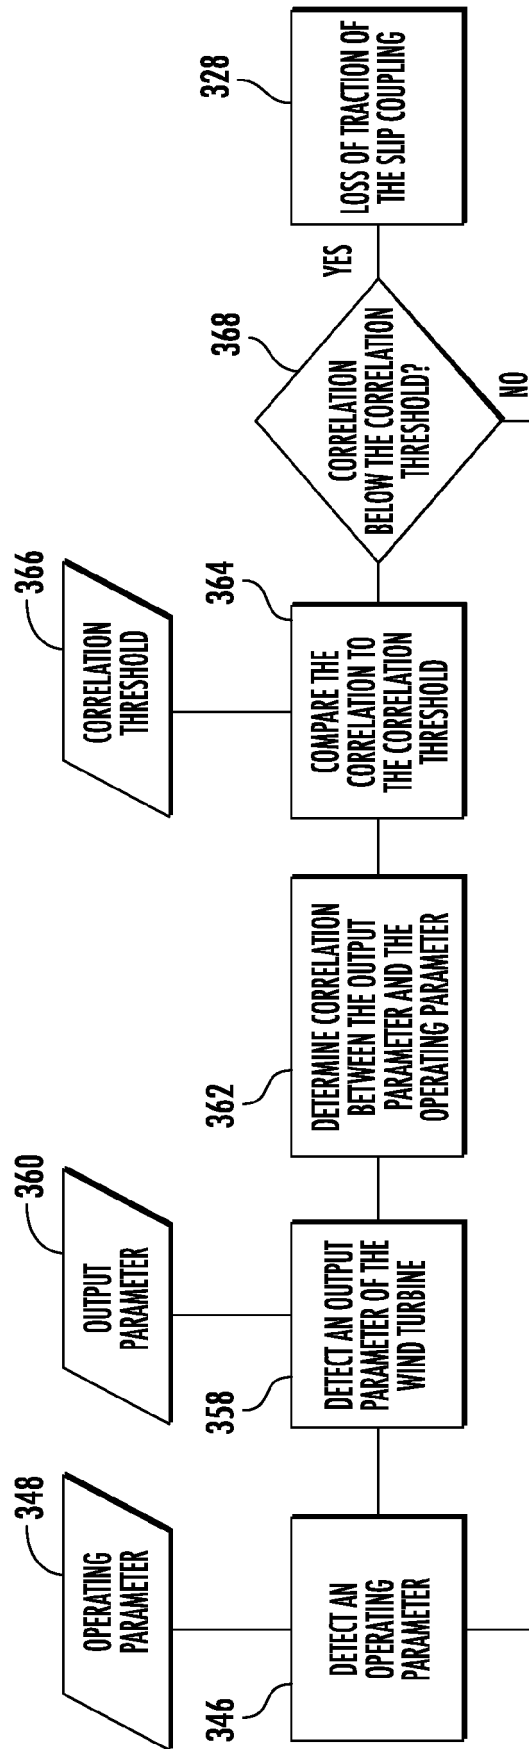 348
OPERATING
PARAMETER
346
DETECT AN
OPERATING
PARAMETER
360
OUTPUT
PARAMETER
358
DETECT AN OUTPUT
PARAMETER OF THE
WIND TURBINE
362
DETERMINE CORRELATION
BETWEEN THE OUTPUT
PARAMETER AND THE
OPERATING PARAMETER
366
CORRELATION
THRESHOLD
364
COMPARE THE
CORRELATION TO
THE CORRELATION
THRESHOLD
368
CORRELATION
BELOW THE CORRELATION
THRESHOLD?
YES
NO
328
LOSS OF TRACTION OF
THE SLIP COUPLING